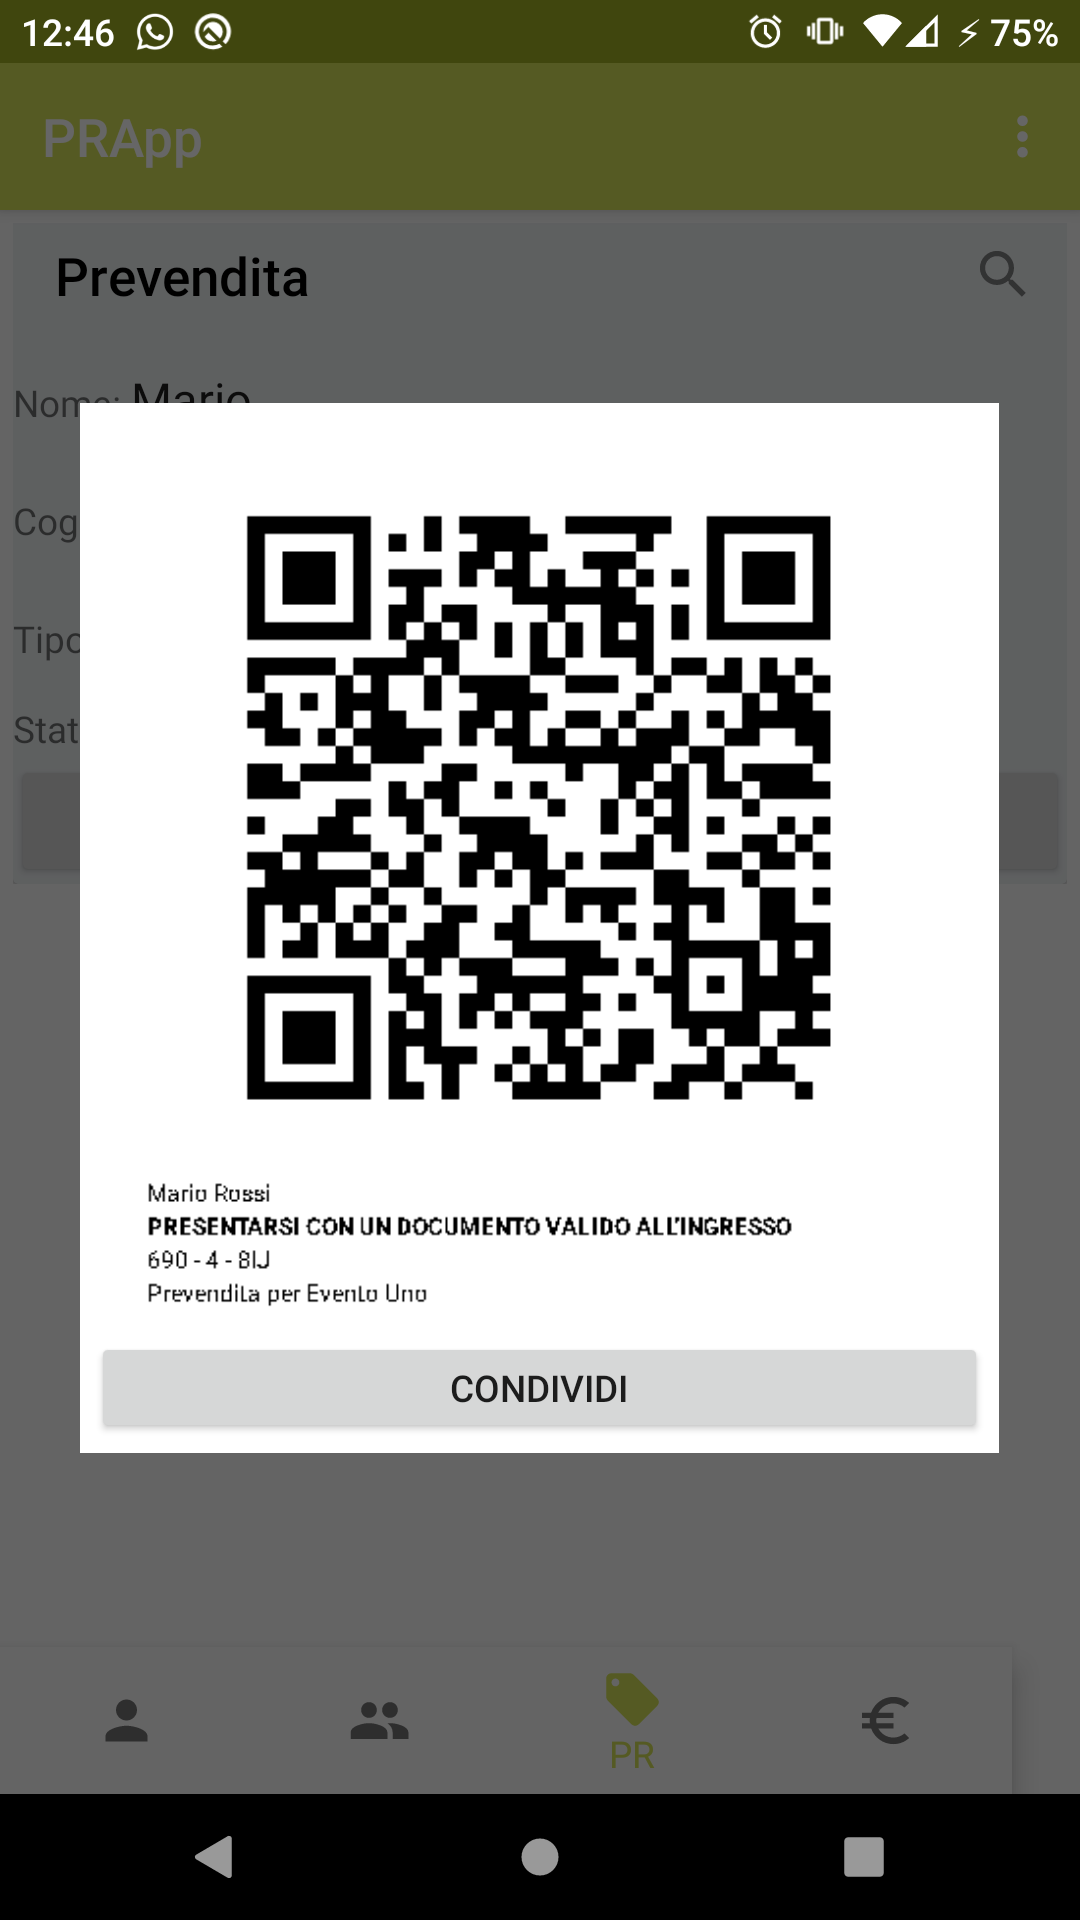 12:46
75%
PRApp
Prevendita
Nome: Mario
Cog
Tipo
Stat
Mario Rossi
PRESENTARSI CON UN DOCUMENTO VALIDO ALL'INGRESSO
690 - 4 - 8IJ
Prevendita per Evento Uno
CONDIVIDI
PR